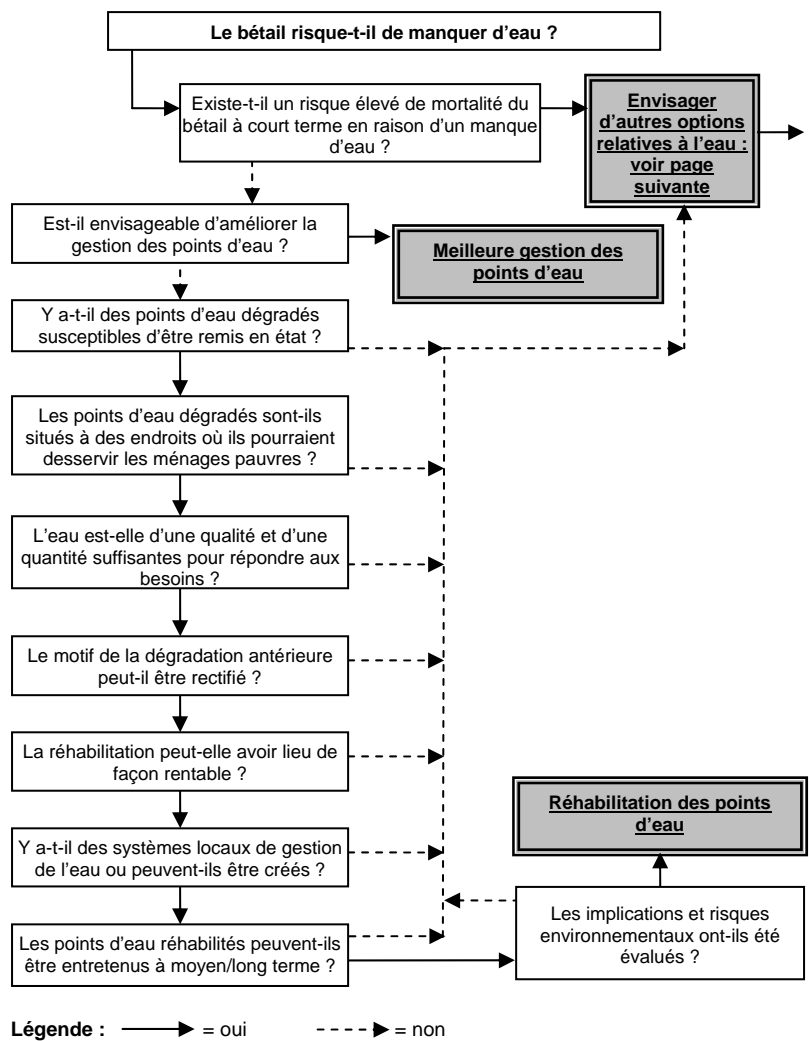 Le bétail risque-t-il de manquer d'eau ?
Existe-t-il un risque élevé de mortalité du
bétail à court terme en raison d'un manque
d'eau ?
Envisager
d'autres options
relatives à l'eau :
voir page
suivante
Est-il envisageable d'améliorer la
gestion des points d'eau ?
Meilleure gestion des
points d'eau
Y a-t-il des points d'eau dégradés
susceptibles d'être remis en état ?
Les points d'eau dégradés sont-ils
situés à des endroits où ils pourraient
desservir les ménages pauvres ?
L'eau est-elle d'une qualité et d'une
quantité suffisantes pour répondre aux
besoins ?
Le motif de la dégradation antérieure
peut-il être rectifié ?
La réhabilitation peut-elle avoir lieu de
façon rentable ?
Réhabilitation des points
d'eau
Y a-t-il des systèmes locaux de gestion
de l'eau ou peuvent-ils être créés ?
Les points d'eau réhabilités peuvent-ils
être entretenus à moyen/long terme ?
Les implications et risques
environnementaux ont-ils été
évalués ?
Légende : = oui = non